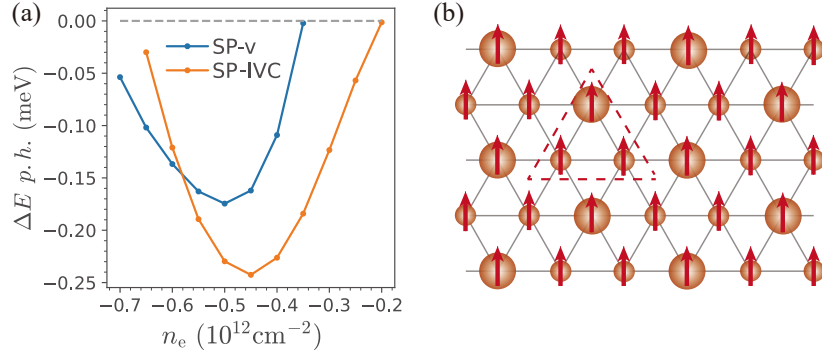 (a)
(b)
SP-v
SP-IVC
0.00
−0.05
−0.10
−0.15
−0.20
−0.25
ΔE p. h. (meV)
−0.7 −0.6 −0.5 −0.4 −0.3 −0.2
nₑ (10¹²cm⁻²)